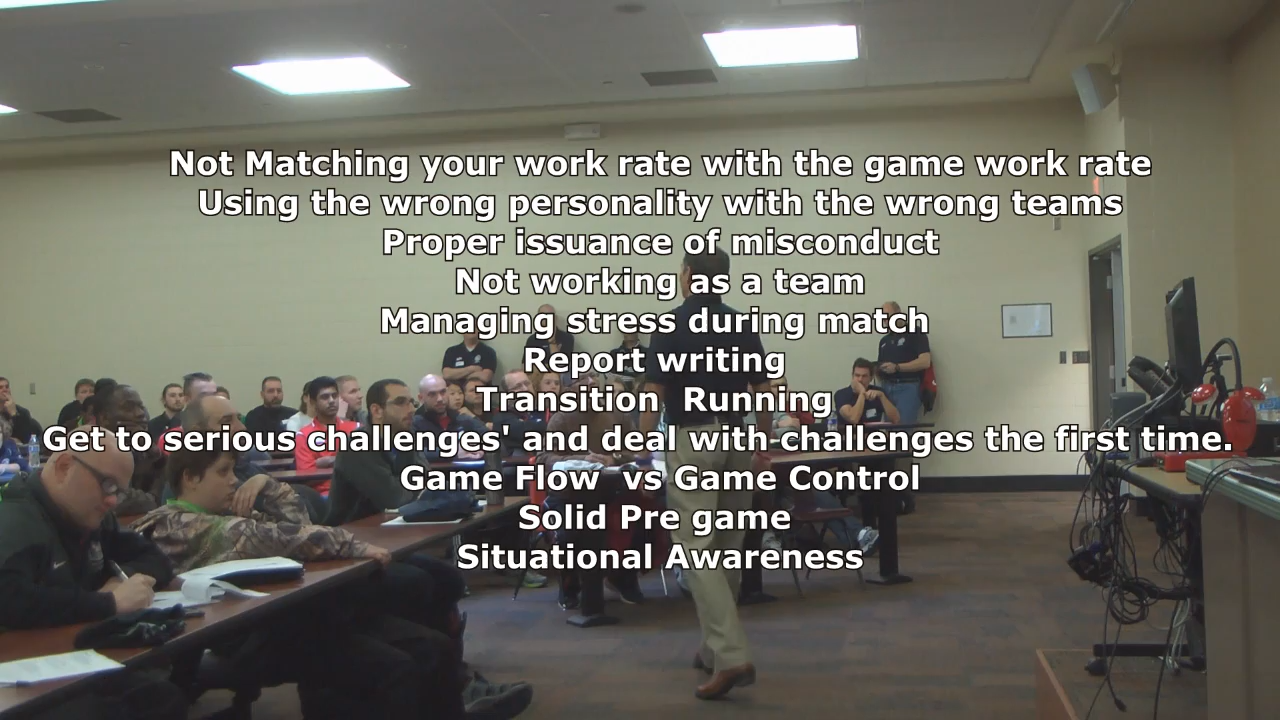 Not Matching your work rate with the game work rate
Using the wrong personality with the wrong teams
Proper issuance of misconduct
Not working as a team
Managing stress during match
Report writing
Transition  Running
Get to serious challenges' and deal with challenges the first time.
Game Flow  vs Game Control
Solid Pre game
Situational Awareness